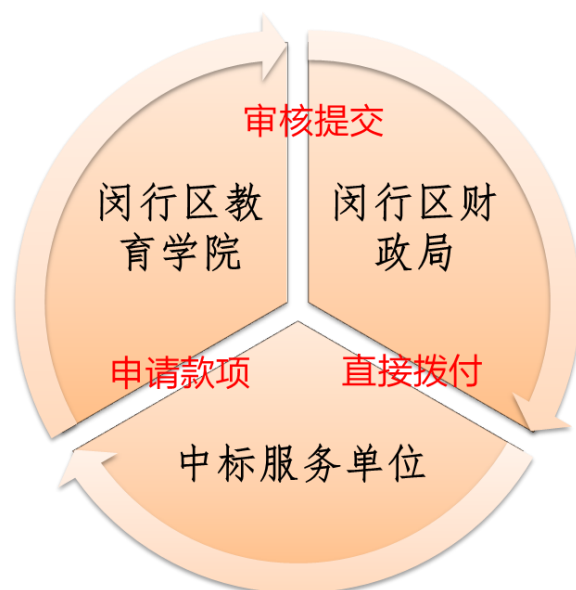 审核提交
闵行区教
育学院
闵行区财
政局
申请款项
直接拨付
中标服务单位